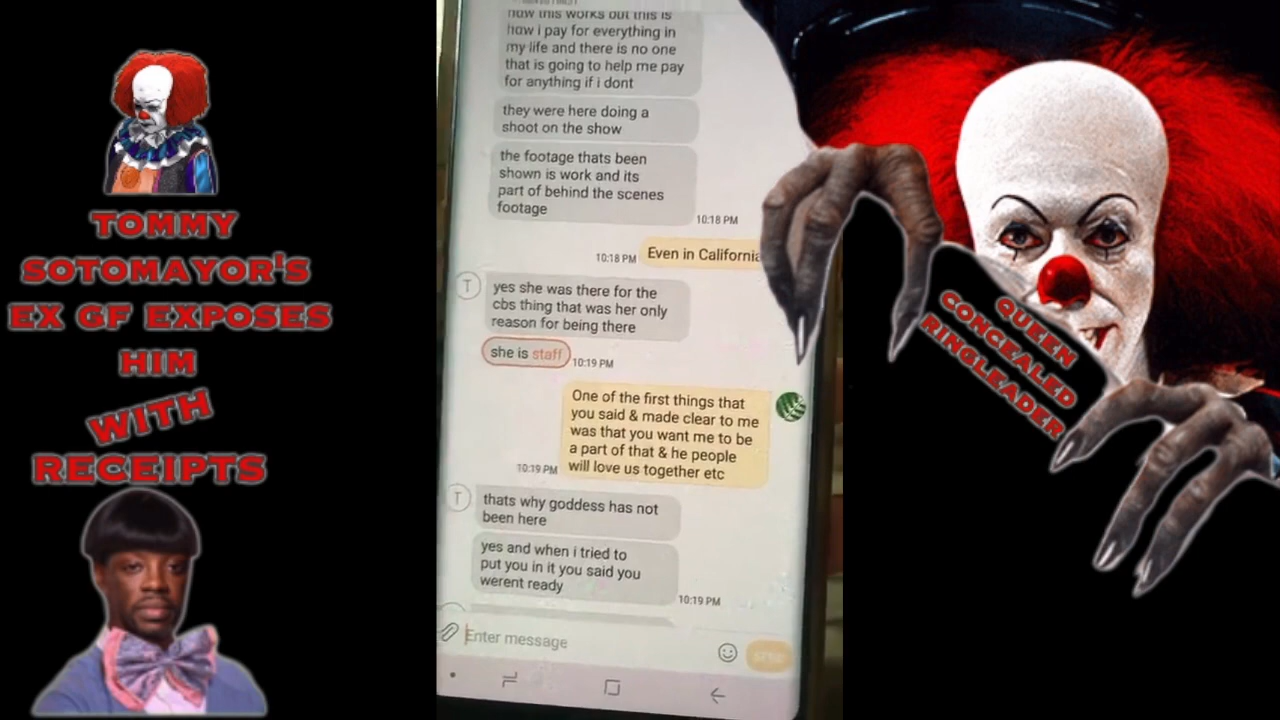 TOMMY
SOTOMAYOR'S
EX GF EXPOSES
HIM
WITH
RECEIPTS
how this works but this is
how i pay for everything in
my life and there is no one
that is going to help me pay
for anything if i dont
they were here doing a
shoot on the show
the footage thats been
shown is work and its
part of behind the scenes
footage
10:18 PM
10:18 PM
Even in California
T
yes she was there for the
cbs thing that was her only
reason for being there
she is staff
10:19 PM
One of the first things that
you said & made clear to me
was that you want me to be
a part of that & he people
will love us together etc
10:19 PM
T
thats why goddess has not
been here
yes and when i tried to
put you in it you said you
werent ready
10:19 PM
Enter message
QUEEN
CONCEALED
RINGLEADER